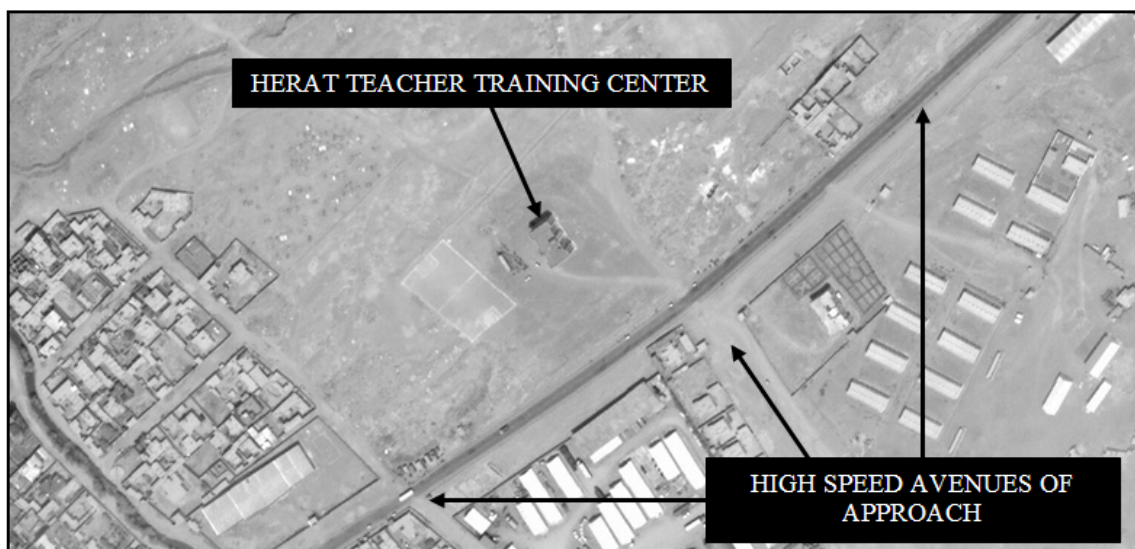 HERAT TEACHER TRAINING CENTER
HIGH SPEED AVENUES OF
APPROACH